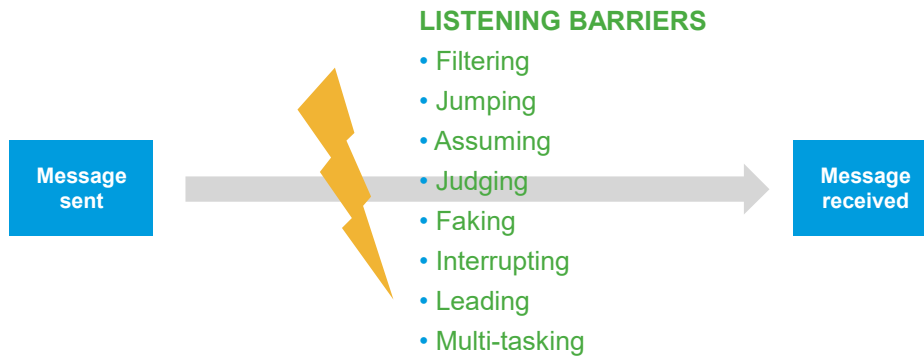 LISTENING BARRIERS
• Filtering
• Jumping
• Assuming
• Judging
• Faking
• Interrupting
• Leading
• Multi-tasking
Message
sent
Message
received